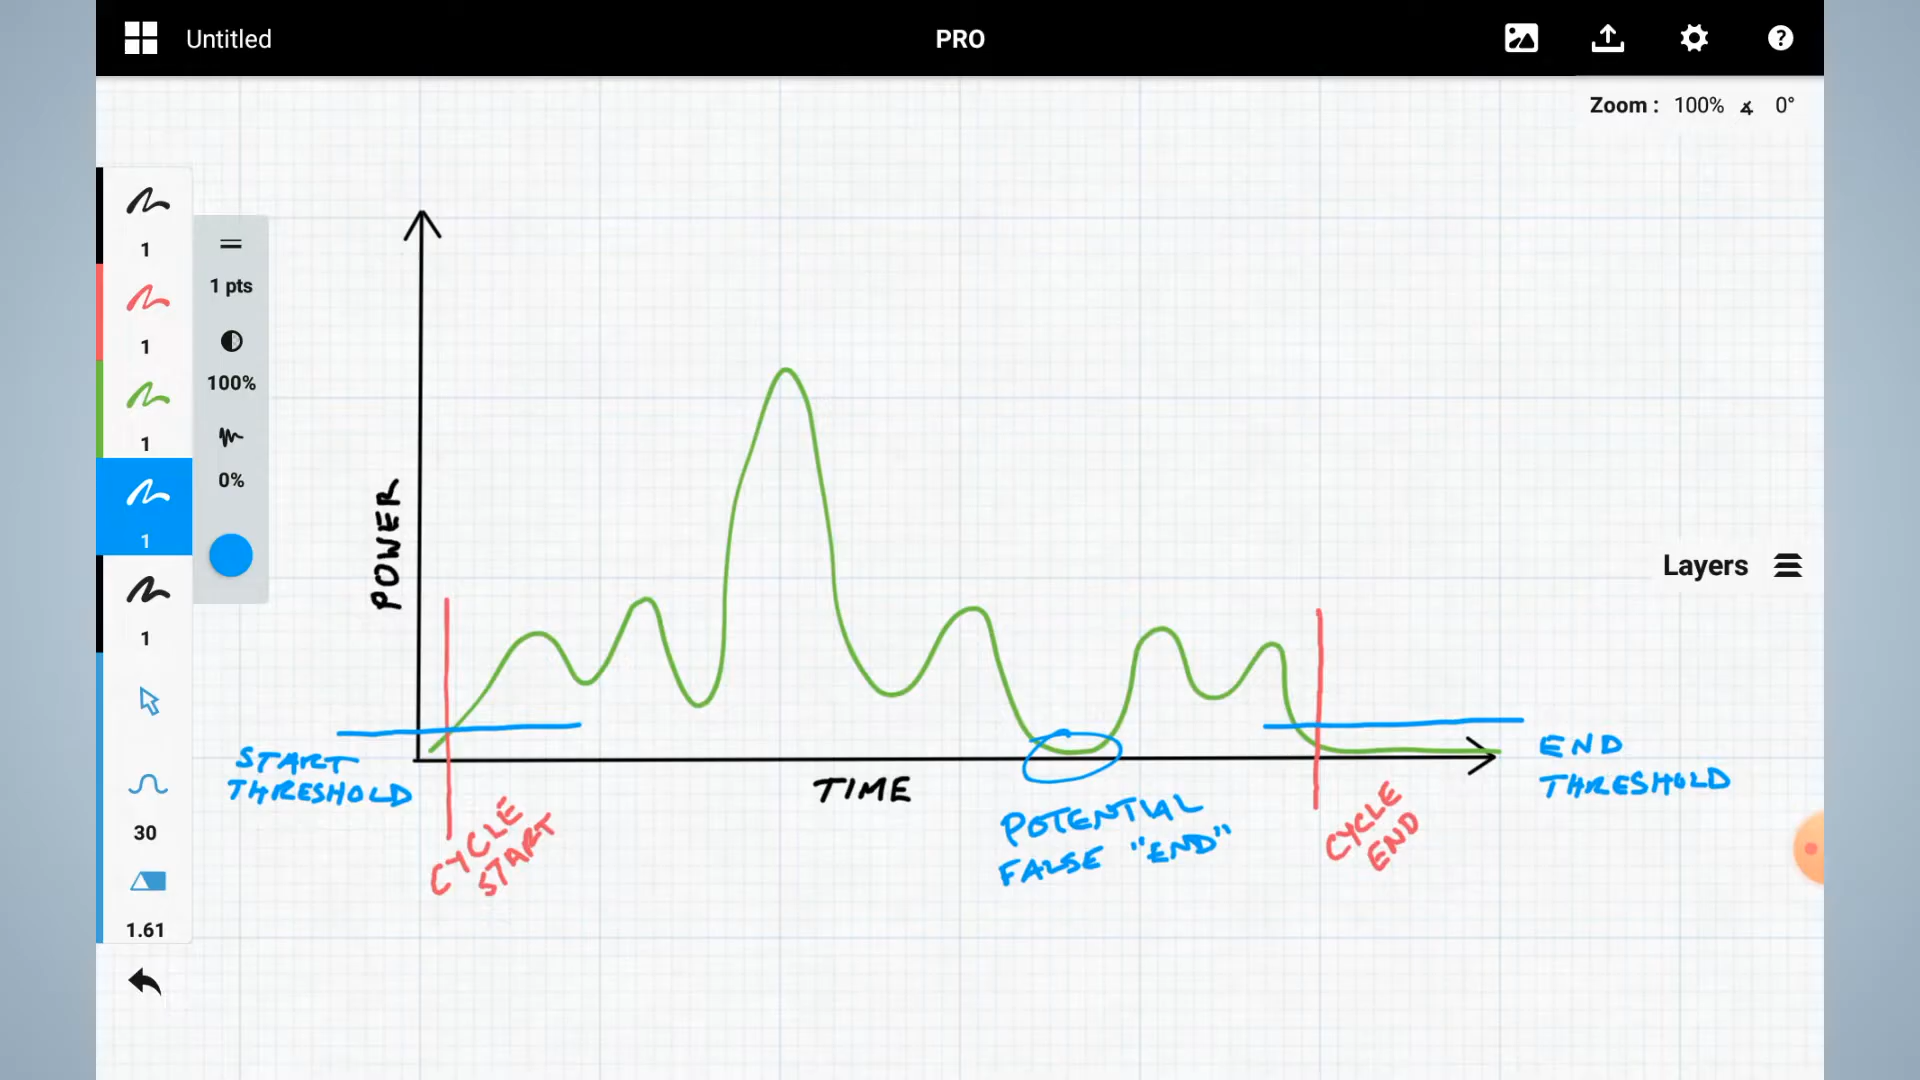 Untitled
PRO
Zoom : 100% 0°
1
1 pts
1
100%
1
0%
1
1
30
1.61
Layers
POWER
START
THRESHOLD
CYCLE
START
TIME
POTENTIAL
FALSE "END"
CYCLE
END
END
THRESHOLD